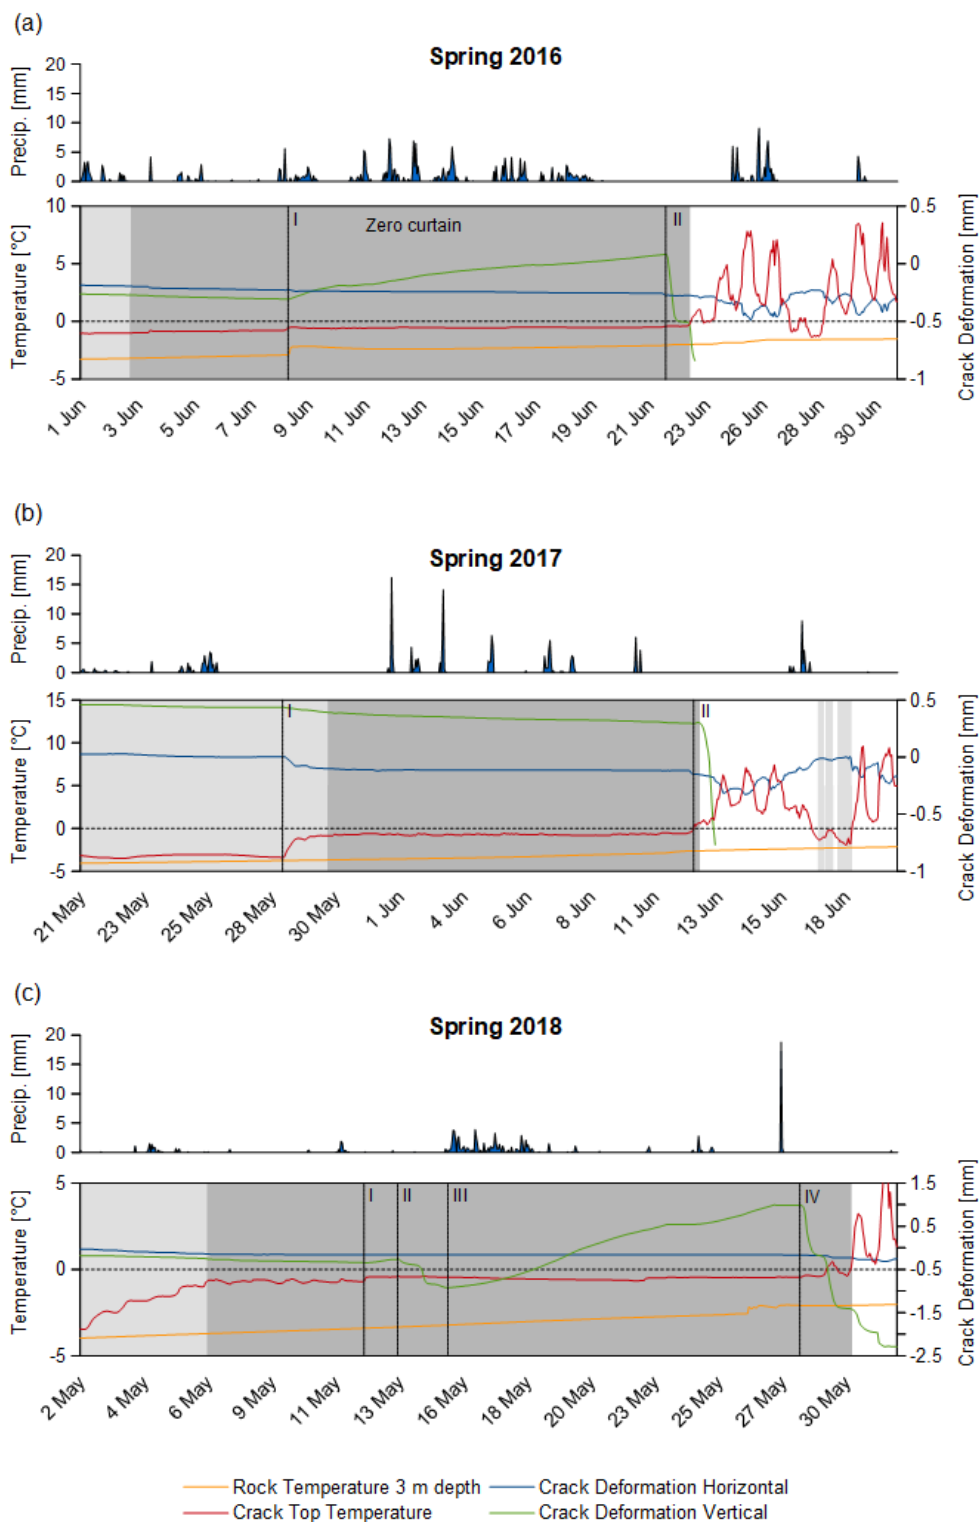 (a)
Spring 2016
Precip. [mm]
20
15
10
5
0
Temperature [°C]
10
5
0
-5
I
Zero curtain
II
0.5
0
-0.5
-1
Crack Deformation [mm]
1 Jun
3 Jun
5 Jun
7 Jun
9 Jun
11 Jun
13 Jun
15 Jun
17 Jun
19 Jun
21 Jun
23 Jun
26 Jun
28 Jun
30 Jun
(b)
Spring 2017
Precip. [mm]
20
15
10
5
0
Temperature [°C]
15
10
5
0
-5
I
II
0.5
0
-0.5
-1
Crack Deformation [mm]
21 May
23 May
25 May
28 May
30 May
1 Jun
4 Jun
6 Jun
8 Jun
11 Jun
13 Jun
15 Jun
18 Jun
(c)
Spring 2018
Precip. [mm]
20
15
10
5
0
Temperature [°C]
5
0
-5
I
II
III
IV
1.5
0.5
-0.5
-1.5
-2.5
Crack Deformation [mm]
2 May
4 May
6 May
9 May
11 May
13 May
16 May
18 May
20 May
23 May
25 May
27 May
30 May
Rock Temperature 3 m depth
Crack Deformation Horizontal
Crack Top Temperature
Crack Deformation Vertical